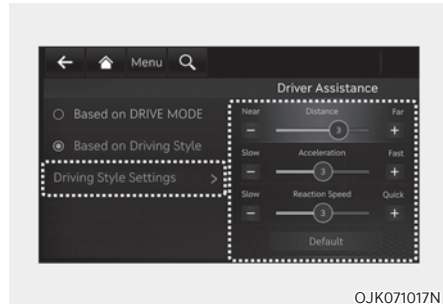 Menu
Driver Assistance
Based on DRIVE MODE
Based on Driving Style
Driving Style Settings >
Near Distance Far
− 3 +
Slow Acceleration Fast
− 3 +
Slow Reaction Speed Quick
− 3 +
Default
OJK071017N